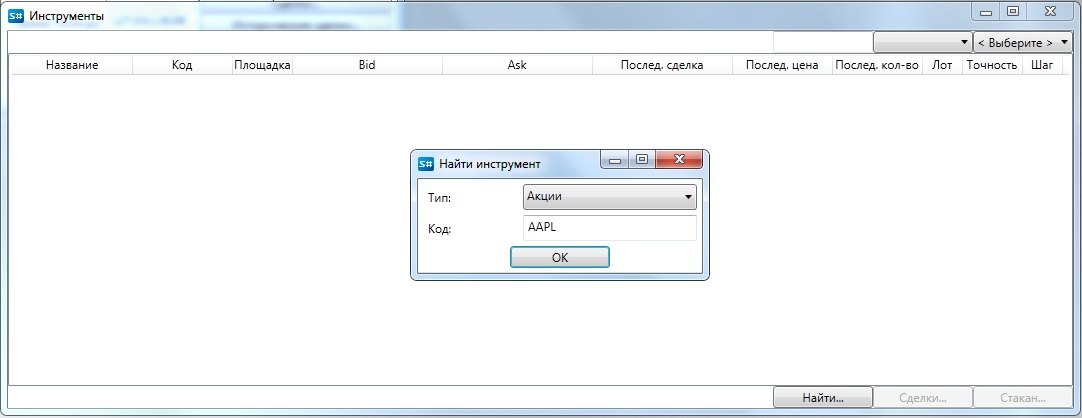 S# Инструменты
< Выберите >
Название Код Площадка Bid Ask Послед. сделка Послед. цена Послед. кол-во Лот Точность Шаг
S# Найти инструмент
Тип: Акции
Код: AAPL
OK
Найти... Сделки... Стакан...